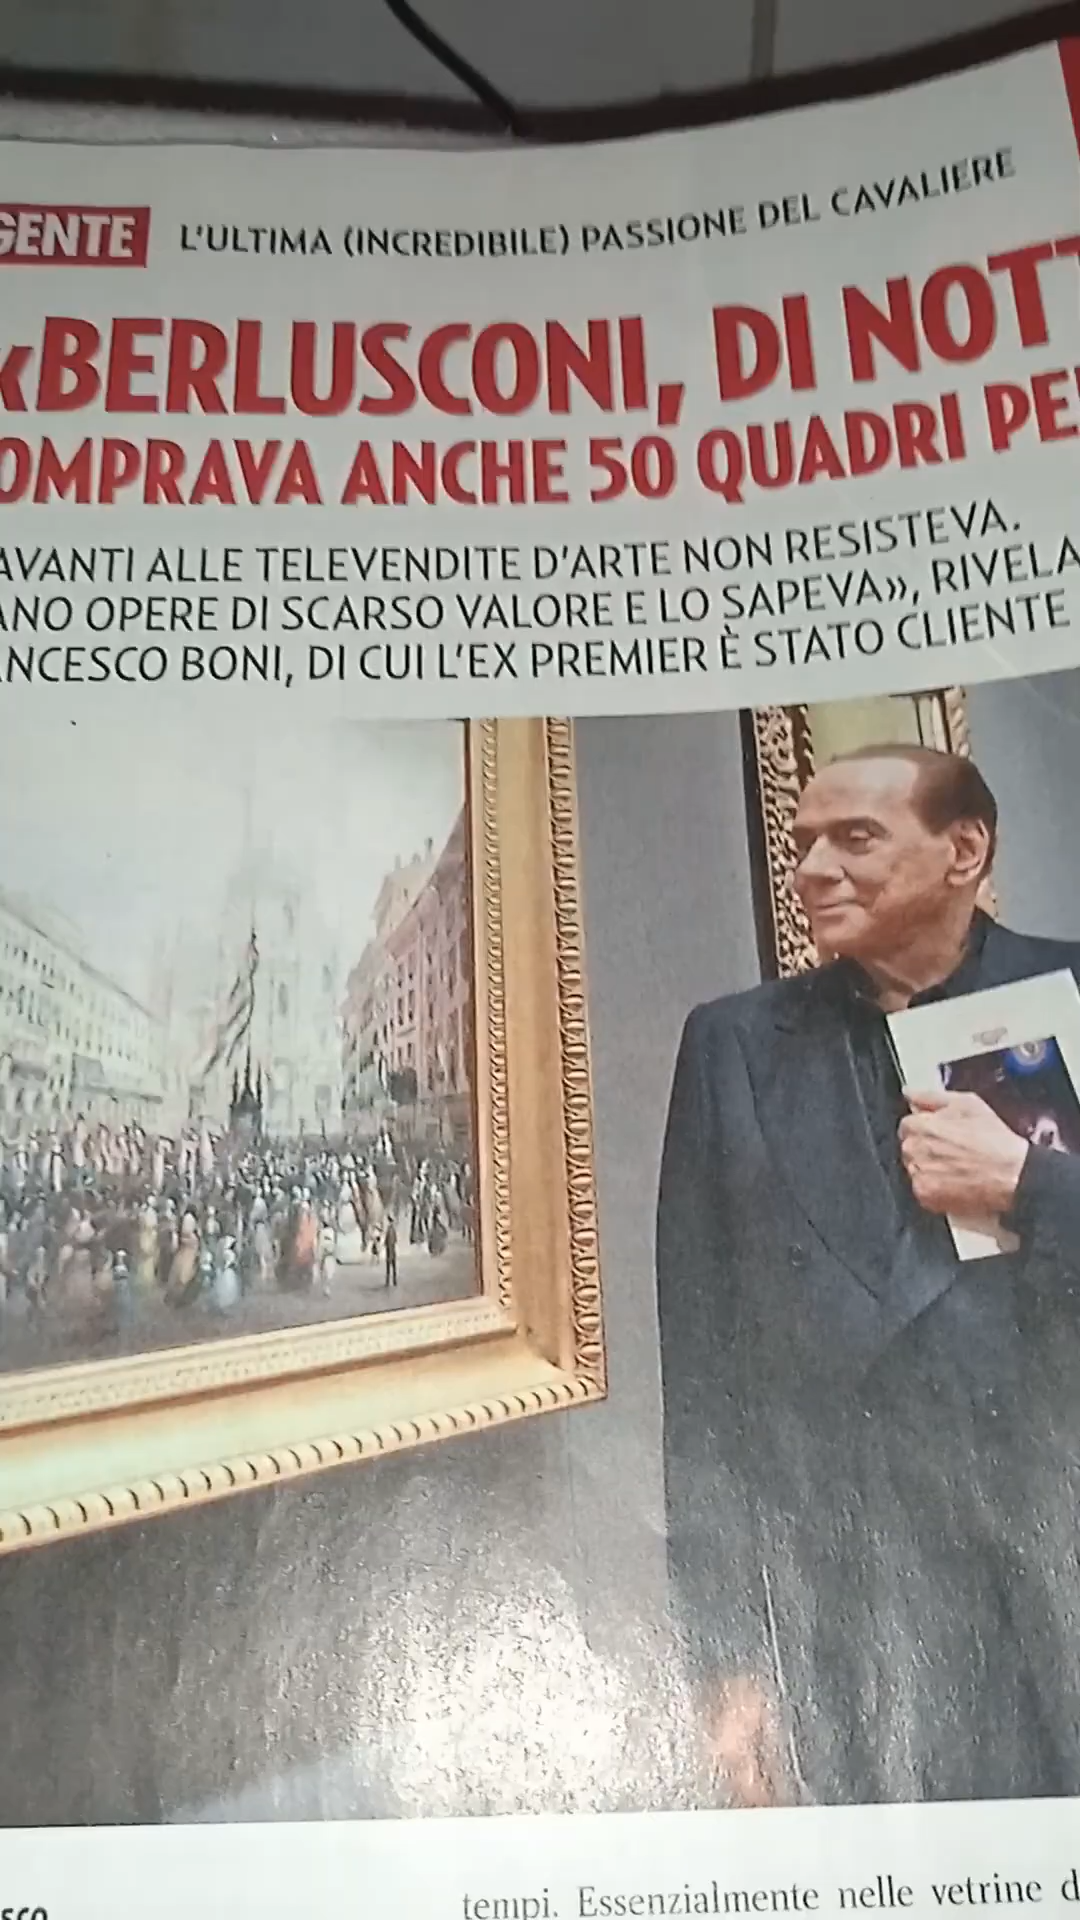 GENTE L'ULTIMA (INCREDIBILE) PASSIONE DEL CAVALIERE
«BERLUSCONI, DI NOTT
OMPRAVA ANCHE 50 QUADRI PE
AVANTI ALLE TELEVENDITE D'ARTE NON RESISTEVA.
ANO OPERE DI SCARSO VALORE E LO SAPEVA», RIVELA
NCESCO BONI, DI CUI L'EX PREMIER È STATO CLIENTE
tempi. Essenzialmente nelle vetrine d